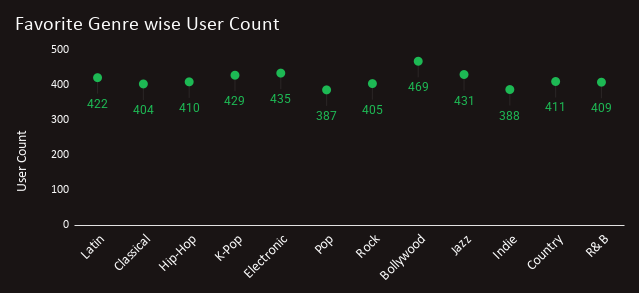 Favorite Genre wise User Count
500
400
300
200
100
0
User Count
422
404
410
429
435
387
405
469
431
388
411
409
Latin
Classical
Hip-Hop
K-Pop
Electronic
Pop
Rock
Bollywood
Jazz
Indie
Country
R&B